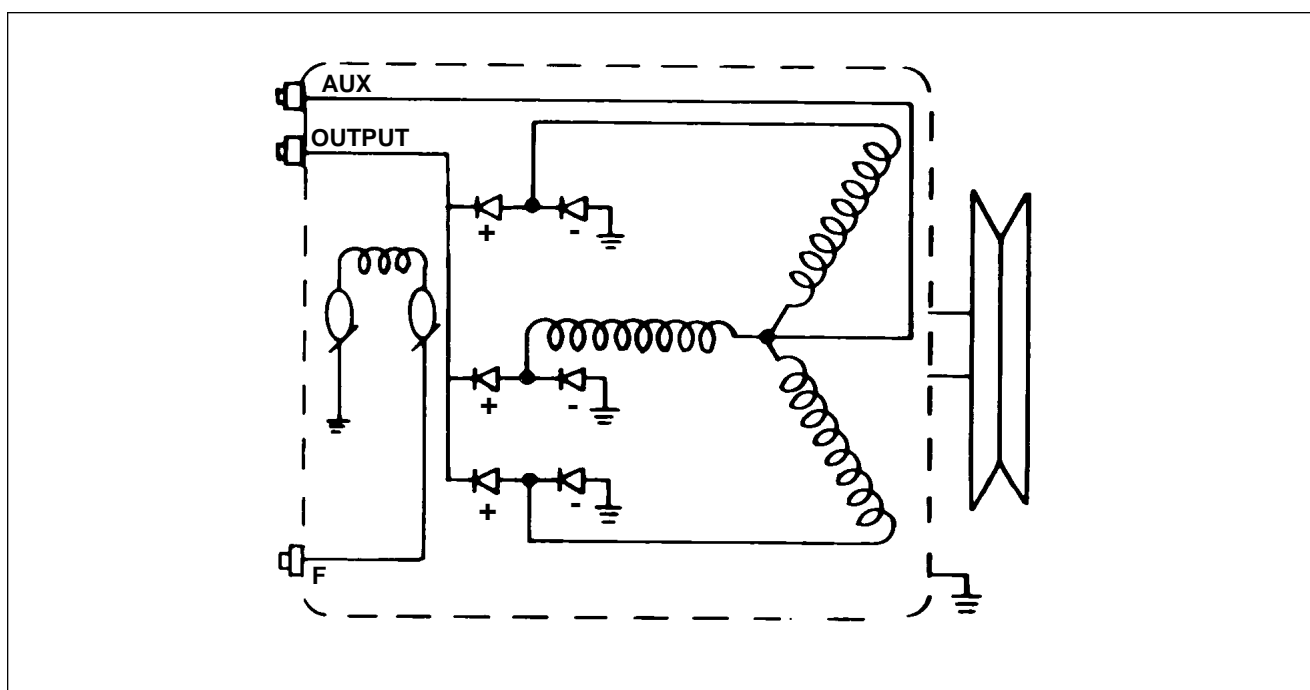 AUX
OUTPUT
+ -
+ -
+ -
F